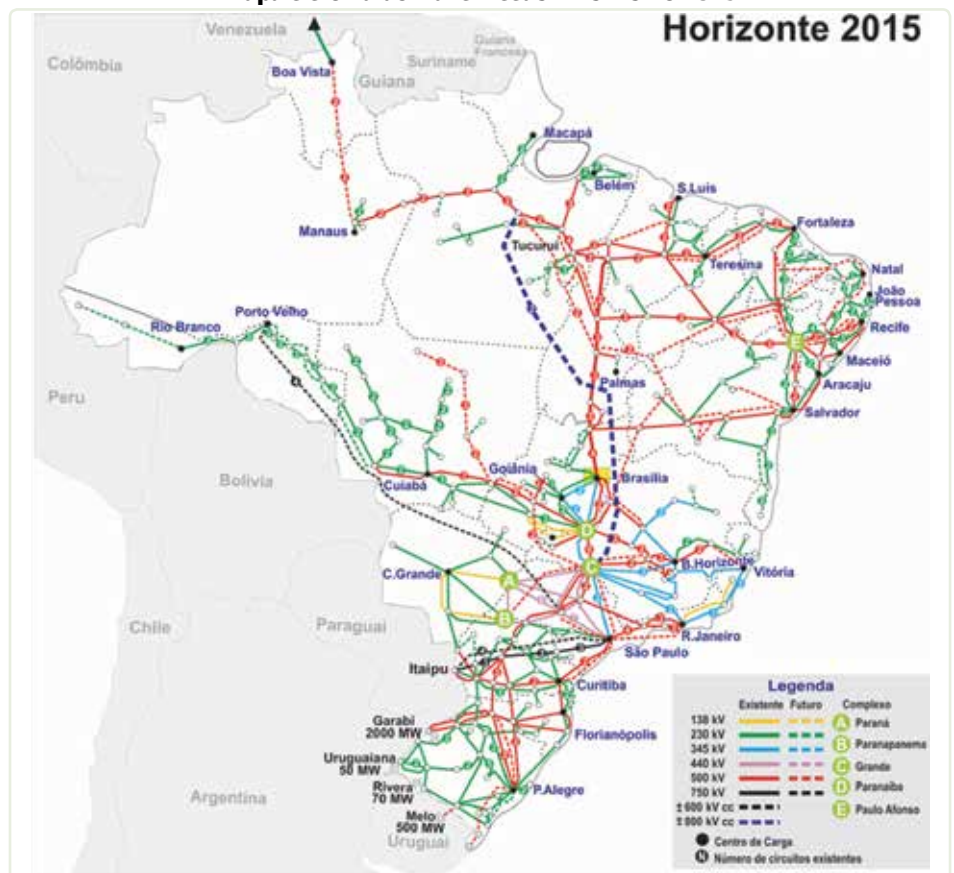 Horizonte 2015
Venezuela
Colômbia
Suriname
Guiana
Francesa
Boa Vista
Guiana
Macapá
Belém
S.Luis
Manaus
Fortaleza
Tucuruí
Teresina
Natal
João
Pessoa
Porto Velho
Rio Branco
Recife
Maceió
Palmas
Aracaju
Peru
Salvador
Goiânia
Brasília
Bolívia
Cuiabá
E
D
C
B.Horizonte
Vitória
C.Grande
A
B
Chile
Paraguai
R.Janeiro
São Paulo
Itaipu
Curitiba
Garabi
2000 MW
Florianópolis
Uruguaiana
50 MW
Rivera
70 MW
P.Alegre
Argentina
Melo
500 MW
Uruguai
Legenda
Existente Futuro Complexo
138 kV A Paraná
230 kV
345 kV B Paranapanema
440 kV C Grande
500 kV D Paranaíba
750 kV
±600 kV cc E Paulo Afonso
±800 kV cc
Centro de Carga
N Número de circuitos existentes